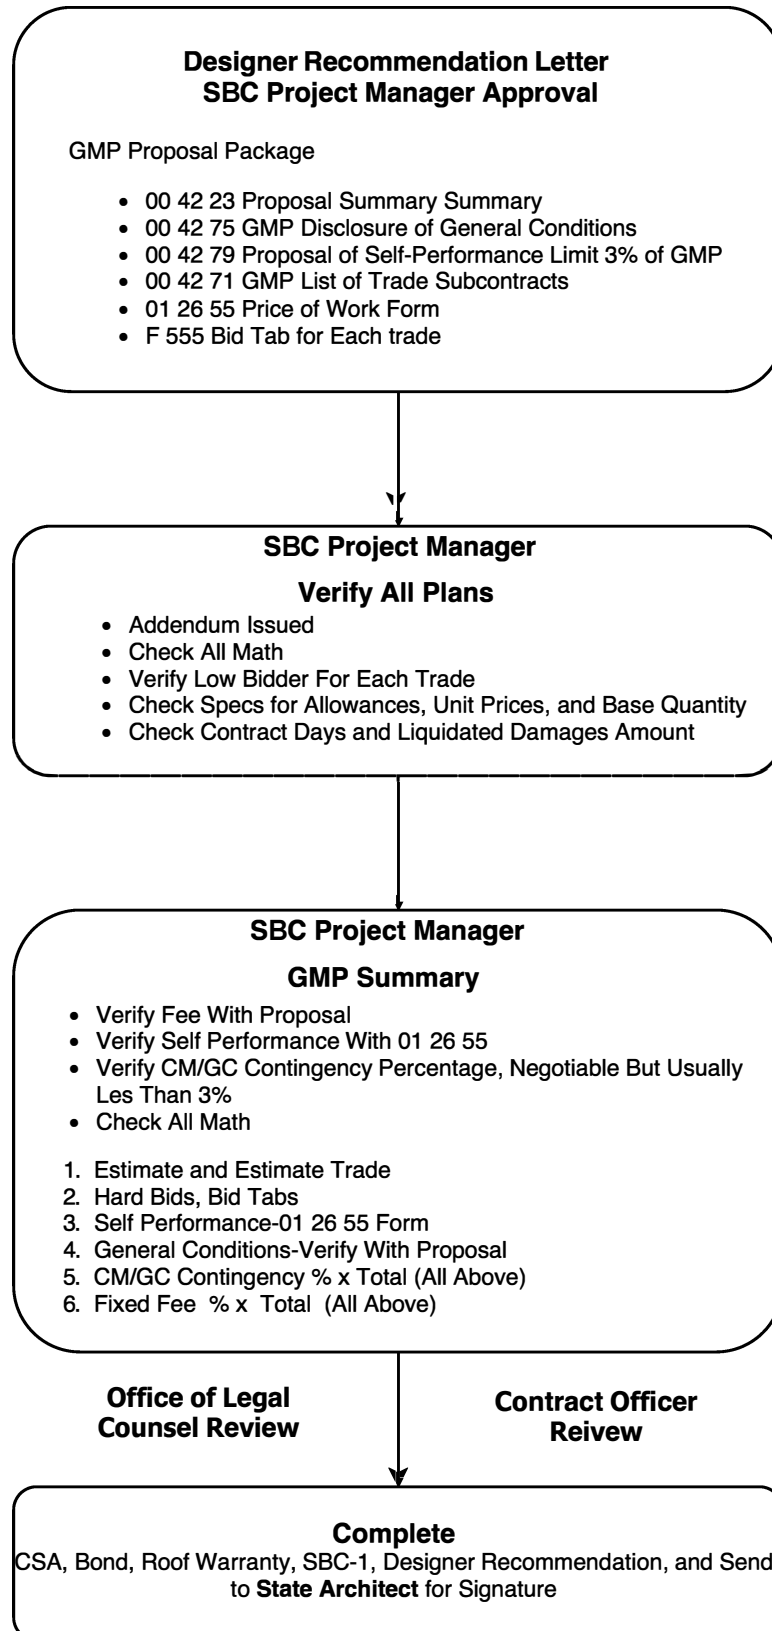 Designer Recommendation Letter
SBC Project Manager Approval
GMP Proposal Package
• 00 42 23 Proposal Summary Summary
• 00 42 75 GMP Disclosure of General Conditions
• 00 42 79 Proposal of Self-Performance Limit 3% of GMP
• 00 42 71 GMP List of Trade Subcontracts
• 01 26 55 Price of Work Form
• F 555 Bid Tab for Each trade
SBC Project Manager
Verify All Plans
• Addendum Issued
• Check All Math
• Verify Low Bidder For Each Trade
• Check Specs for Allowances, Unit Prices, and Base Quantity
• Check Contract Days and Liquidated Damages Amount
SBC Project Manager
GMP Summary
• Verify Fee With Proposal
• Verify Self Performance With 01 26 55
• Verify CM/GC Contingency Percentage, Negotiable But Usually
Less Than 3%
• Check All Math
1. Estimate and Estimate Trade
2. Hard Bids, Bid Tabs
3. Self Performance-01 26 55 Form
4. General Conditions-Verify With Proposal
5. CM/GC Contingency % x Total (All Above)
6. Fixed Fee % x Total (All Above)
Office of Legal
Counsel Review
Contract Officer
Reivew
Complete
CSA, Bond, Roof Warranty, SBC-1, Designer Recommendation, and Send
to State Architect for Signature